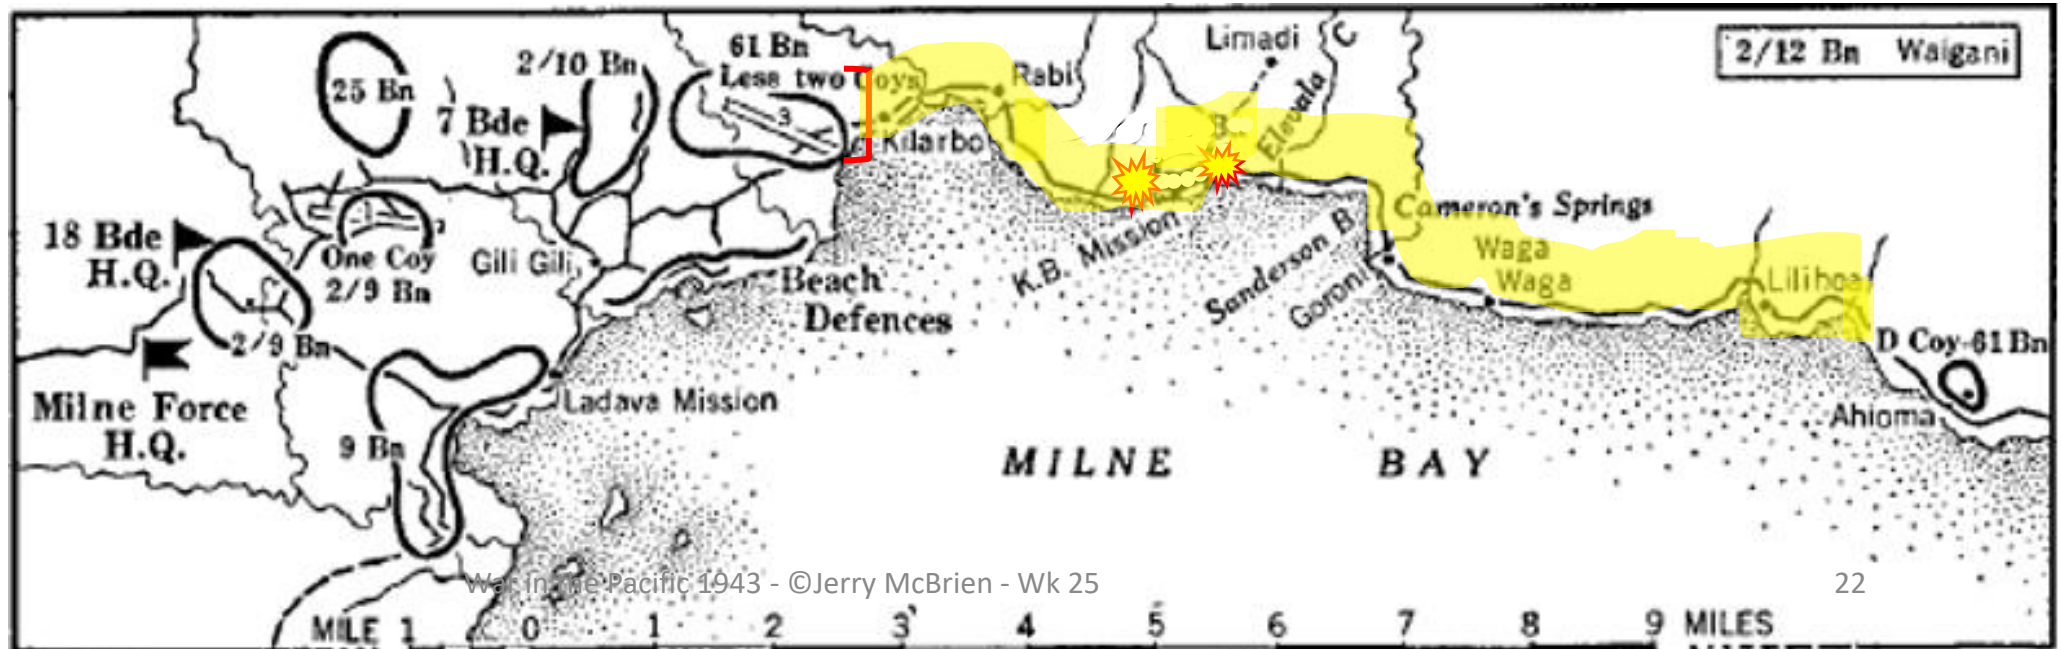 25 Bn
2/10 Bn
7 Bde
H.Q.
61 Bn
Less two Coys
3
Kilarbo
Rabi
Limadi
Elevala
C
2/12 Bn Waigani
18 Bde
H.Q.
1
2
One Coy
2/9 Bn
Gili Gili
2/9 Bn
Milne Force
H.Q.
9 Bn
Ladava Mission
Beach
Defences
K.B. Mission
Sanderson B.
Goroni
Cameron's Springs
Waga
Waga
Lilihoa
D Coy-61 Bn
Ahioma
MILNE BAY
War in the Pacific 1943 - ©Jerry McBrien - Wk 25
22
MILE 1 0 1 2 3 4 5 6 7 8 9 MILES